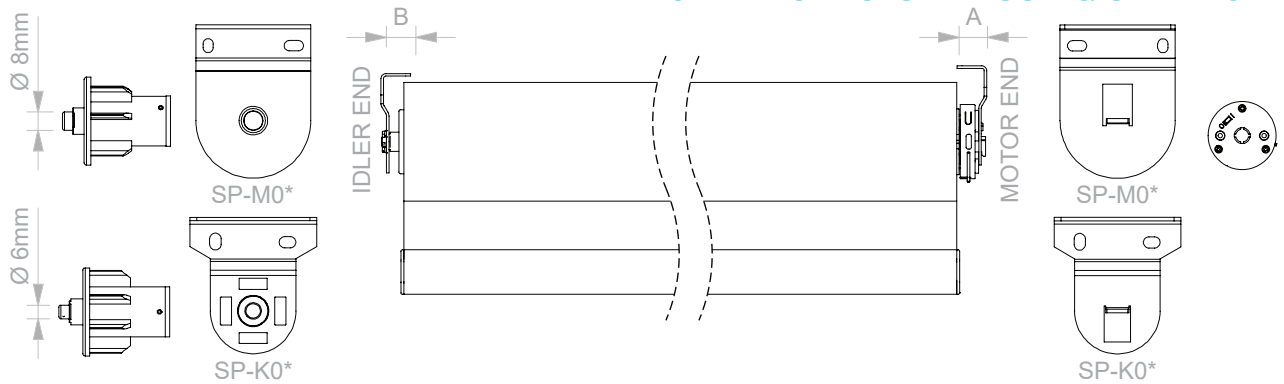 B
A
Ø 8mm
IDLER END
MOTOR END
SP-M0*
SP-M0*
Ø 6mm
SP-K0*
SP-K0*